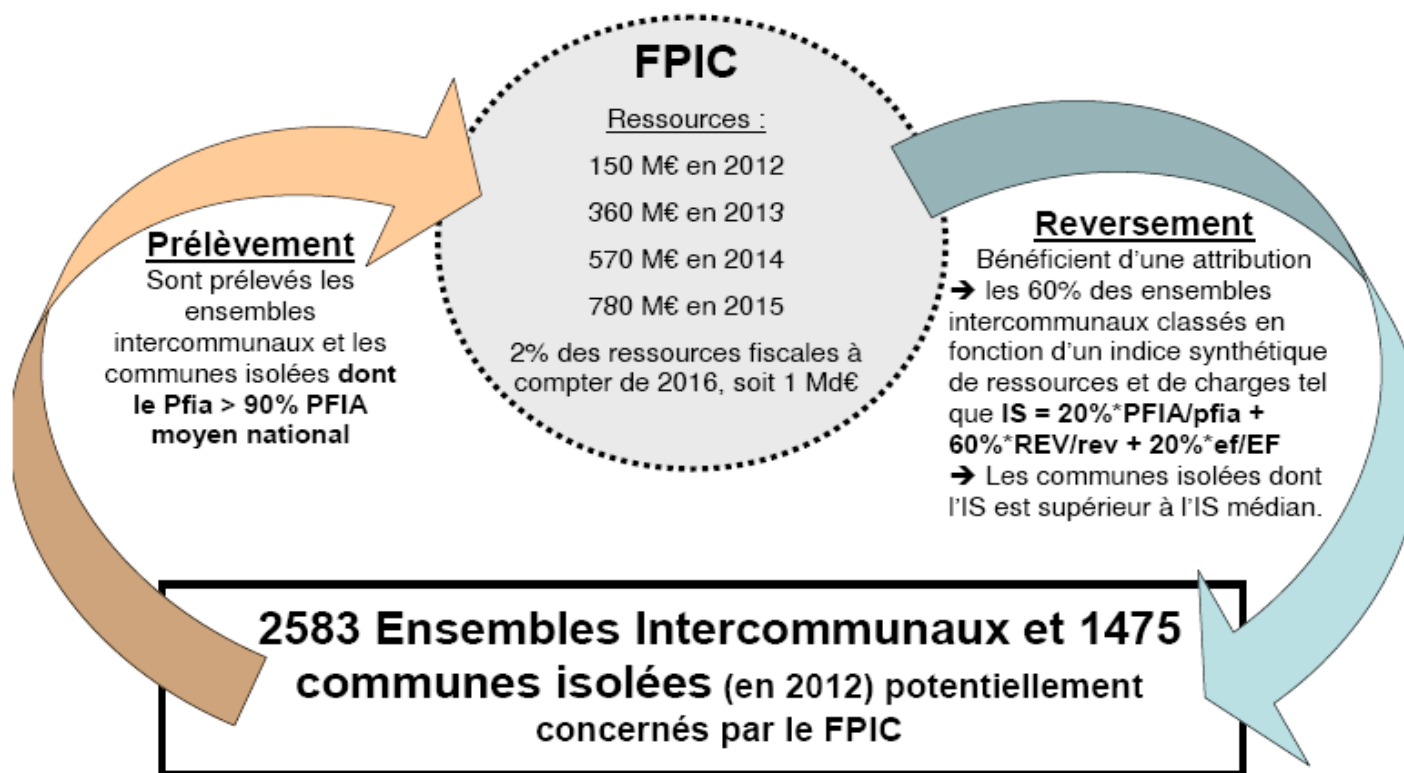 FPIC
Ressources :
150 M€ en 2012
360 M€ en 2013
570 M€ en 2014
780 M€ en 2015
2% des ressources fiscales à
compter de 2016, soit 1 Md€
Prélèvement
Sont prélevés les
ensembles
intercommunaux et les
communes isolées dont
le Pfia > 90% PFIA
moyen national
Reversement
Bénéficient d’une attribution
➔ les 60% des ensembles
intercommunaux classés en
fonction d’un indice synthétique
de ressources et de charges tel
que IS = 20%*PFIA/pfia +
60%*REV/rev + 20%*ef/EF
➔ Les communes isolées dont
l’IS est supérieur à l’IS médian.
2583 Ensembles Intercommunaux et 1475
communes isolées (en 2012) potentiellement
concernés par le FPIC